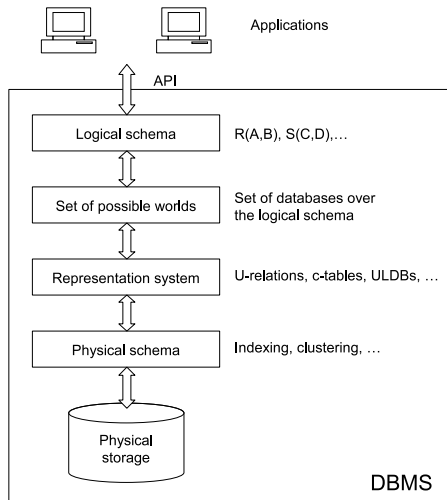 Applications
API
Logical schema
R(A,B), S(C,D),...
Set of possible worlds
Set of databases over
the logical schema
Representation system
U-relations, c-tables, ULDBs, ...
Physical schema
Indexing, clustering, ...
Physical
storage
DBMS